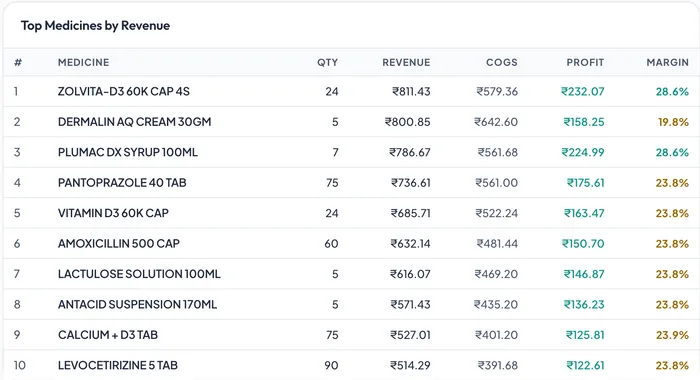 Top Medicines by Revenue
# MEDICINE QTY REVENUE COGS PROFIT MARGIN
1 ZOLVITA-D3 60K CAP 4S 24 ₹811.43 ₹579.36 ₹232.07 28.6%
2 DERMALIN AQ CREAM 30GM 5 ₹800.85 ₹642.60 ₹158.25 19.8%
3 PLUMAC DX SYRUP 100ML 7 ₹786.67 ₹561.68 ₹224.99 28.6%
4 PANTOPRAZOLE 40 TAB 75 ₹736.61 ₹561.00 ₹175.61 23.8%
5 VITAMIN D3 60K CAP 24 ₹685.71 ₹522.24 ₹163.47 23.8%
6 AMOXICILLIN 500 CAP 60 ₹632.14 ₹481.44 ₹150.70 23.8%
7 LACTULOSE SOLUTION 100ML 5 ₹616.07 ₹469.20 ₹146.87 23.8%
8 ANTACID SUSPENSION 170ML 5 ₹571.43 ₹435.20 ₹136.23 23.8%
9 CALCIUM + D3 TAB 75 ₹527.01 ₹401.20 ₹125.81 23.9%
10 LEVOCETIRIZINE 5 TAB 90 ₹514.29 ₹391.68 ₹122.61 23.8%